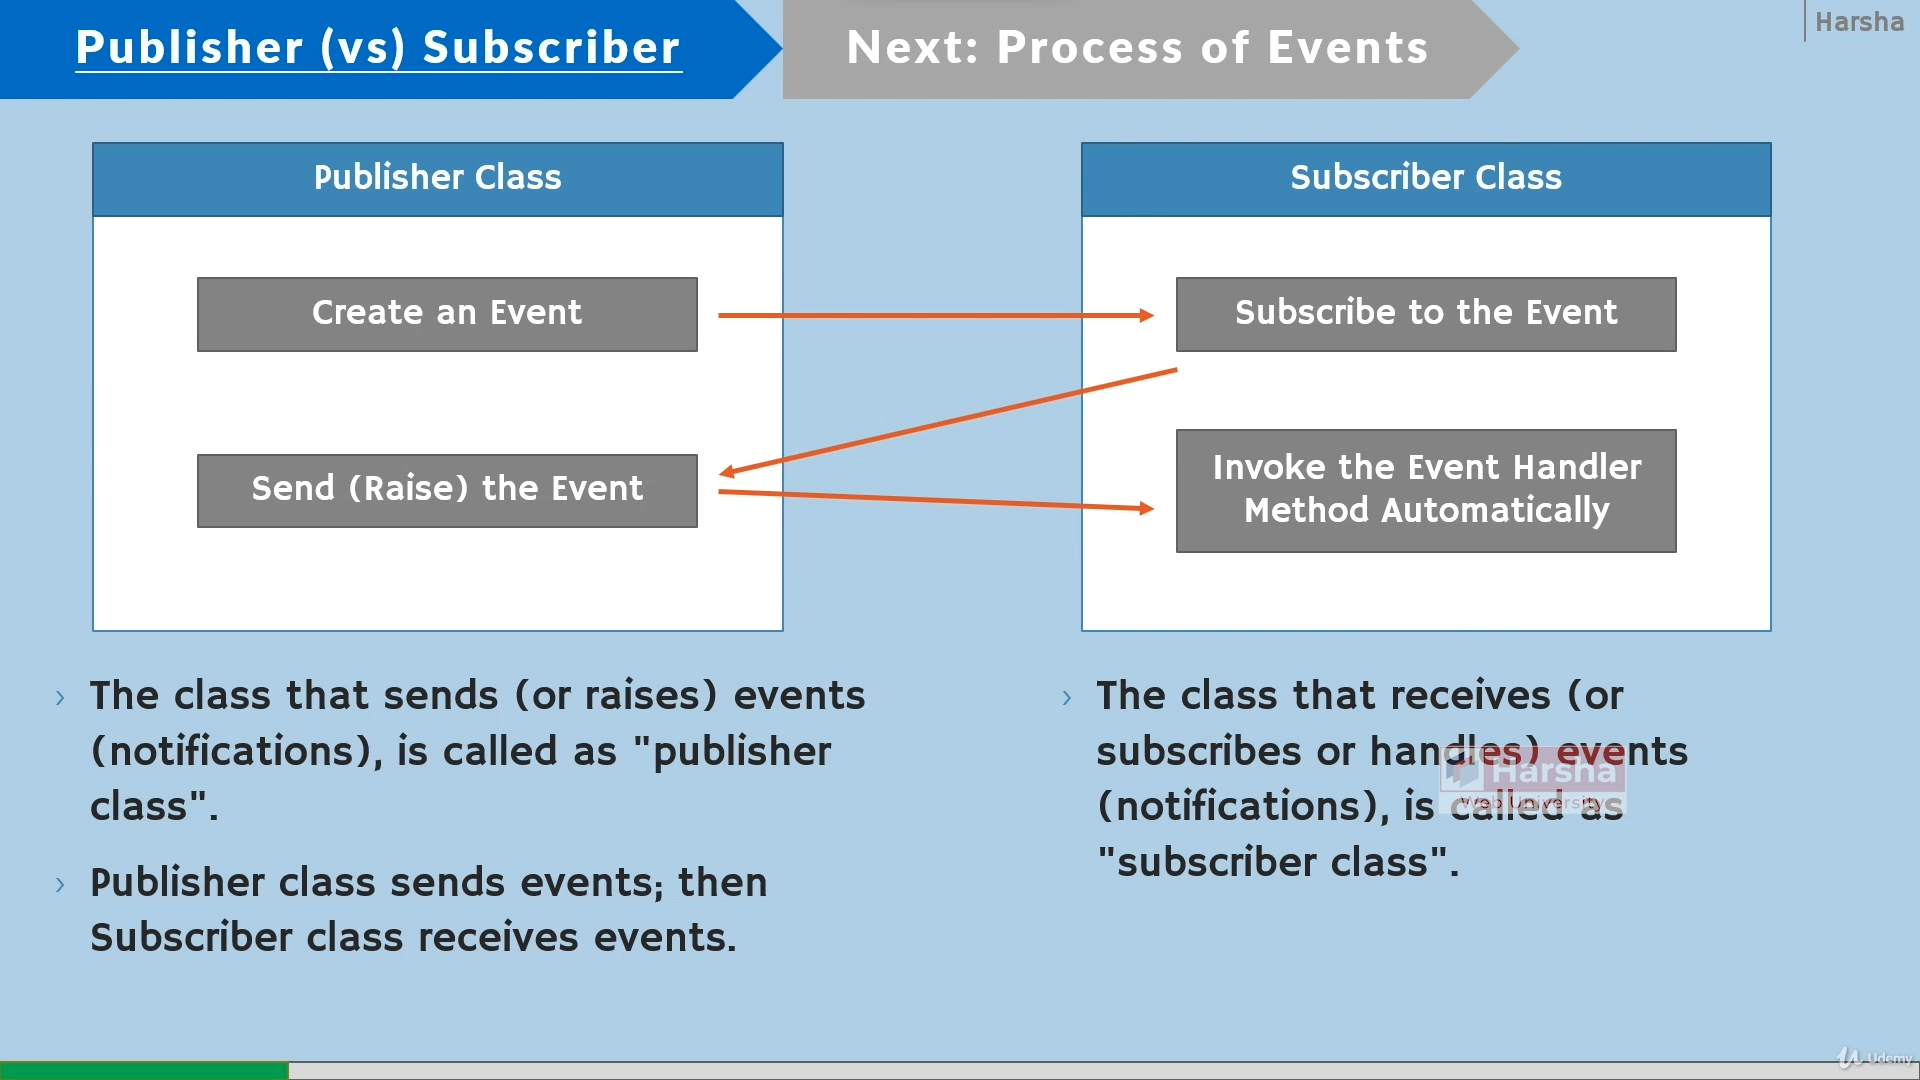 Publisher (vs) Subscriber
Next: Process of Events
Harsha
Publisher Class
Create an Event
Send (Raise) the Event
Subscriber Class
Subscribe to the Event
Invoke the Event Handler
Method Automatically
› The class that sends (or raises) events
(notifications), is called as "publisher
class".
› Publisher class sends events; then
Subscriber class receives events.
› The class that receives (or
subscribes or handles) events
(notifications), is called as
"subscriber class".
Harsha
Web University
Udemy